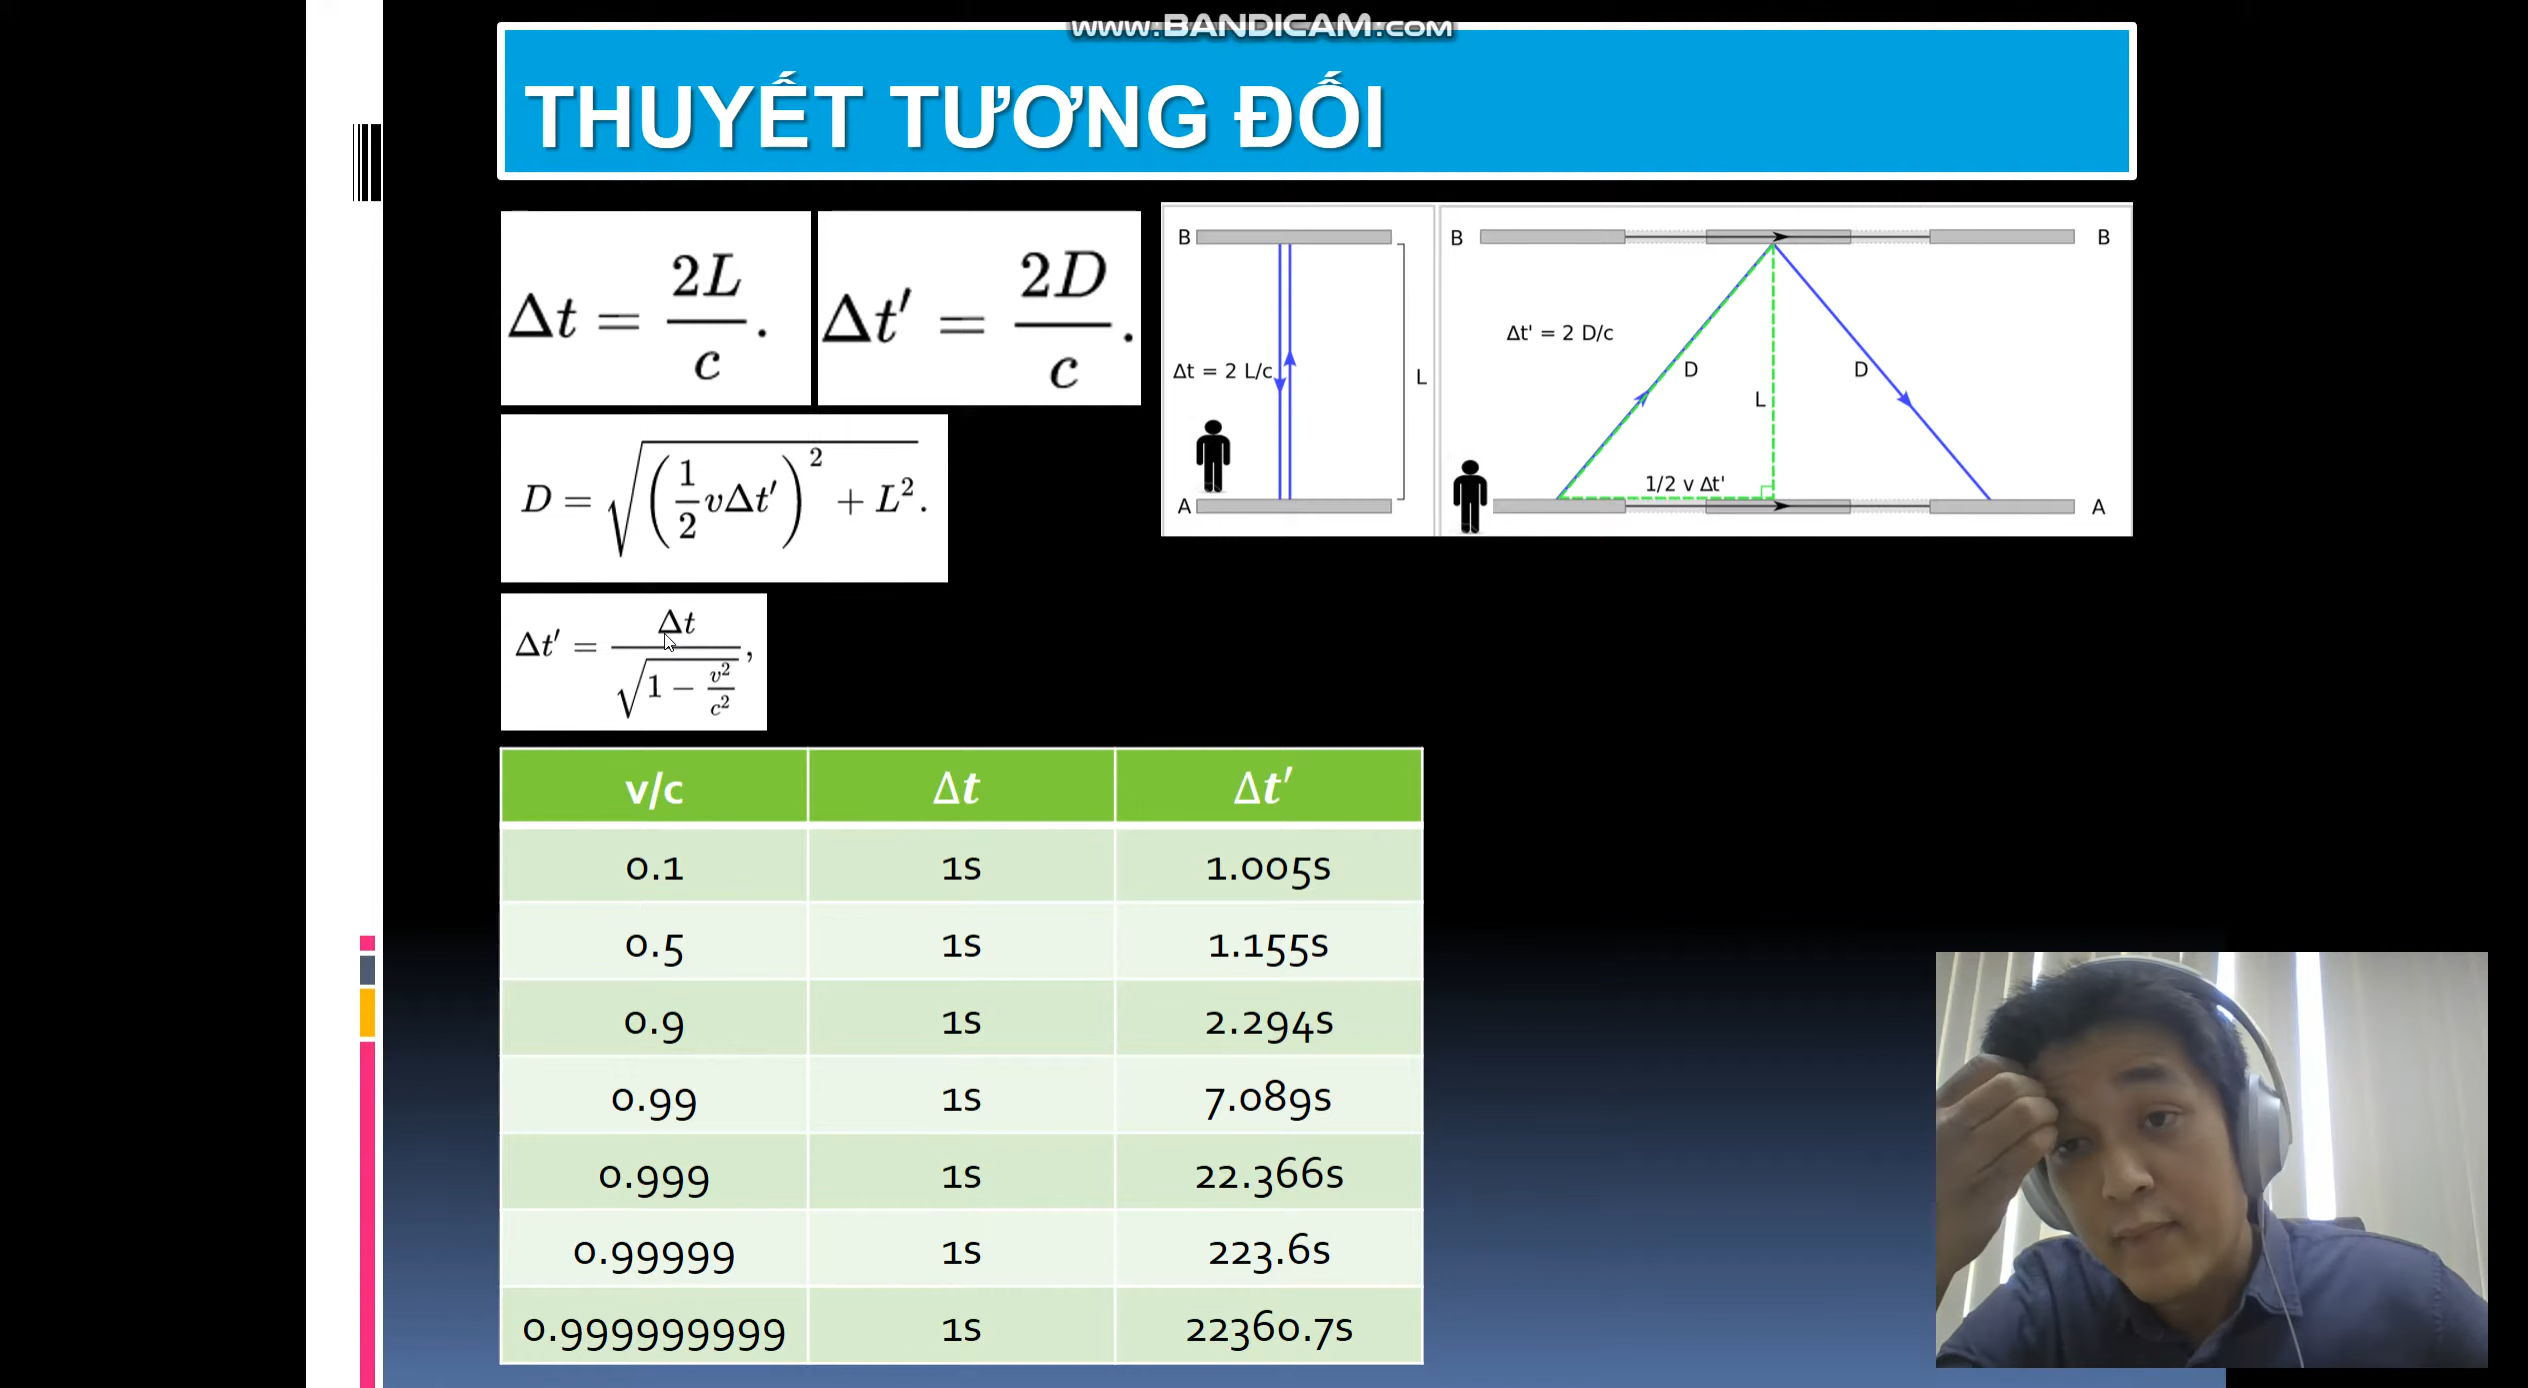 www.BANDICAM.com
THUYẾT TƯƠNG ĐỐI
Δt = 2L/c.
Δt′ = 2D/c.
D = √((1/2 vΔt′)² + L²).
Δt′ = Δt/√(1 − v²/c²),
B
Δt = 2 L/c
L
A
B
B
Δt' = 2 D/c
D
D
L
1/2 v Δt'
A
v/c Δt Δt′
0.1 1s 1.005s
0.5 1s 1.155s
0.9 1s 2.294s
0.99 1s 7.089s
0.999 1s 22.366s
0.99999 1s 223.6s
0.999999999 1s 22360.7s